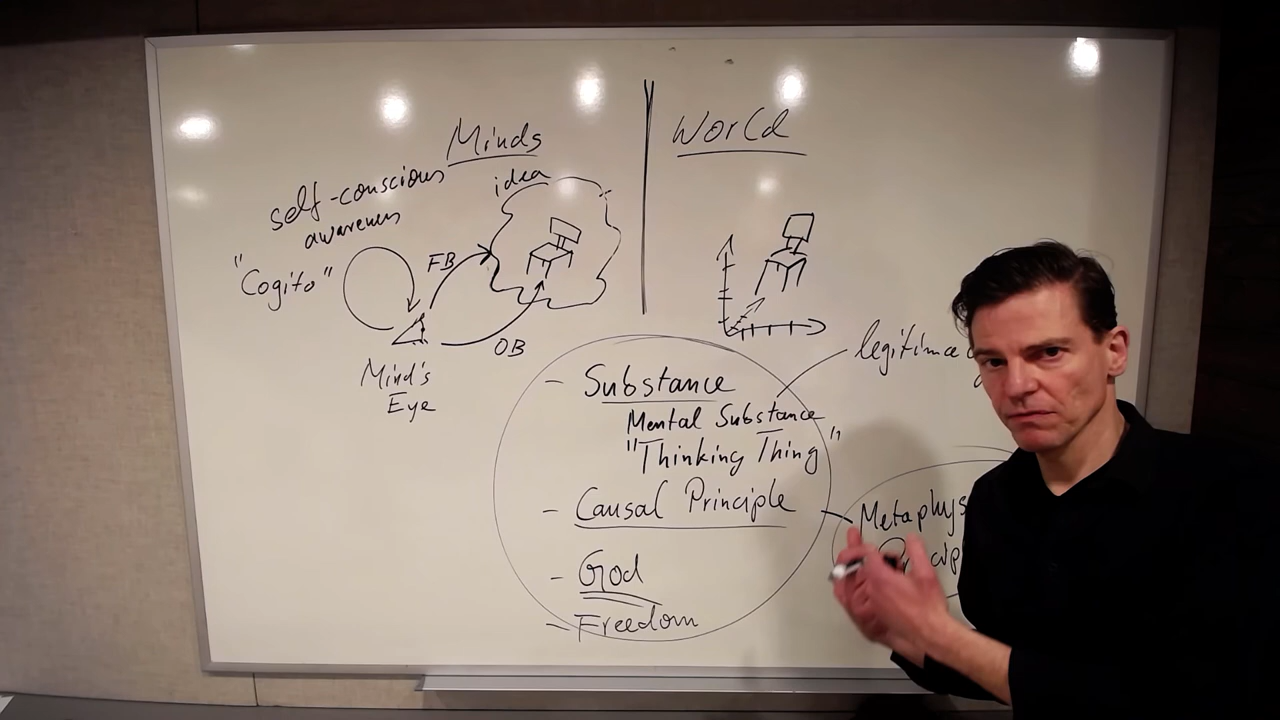 Minds
World
idea
self-conscious
awareness
"Cogito"
FB
OB
Mind's
Eye
- Substance
Mental Substance
"Thinking Thing"
legitimac
- Causal Principle
Metaphys
- God
- Freedom